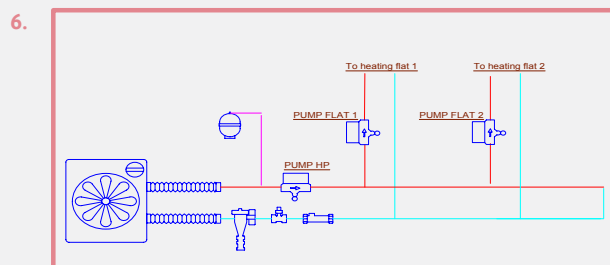 6.
To heating flat 1
To heating flat 2
PUMP FLAT 1
PUMP FLAT 2
PUMP HP